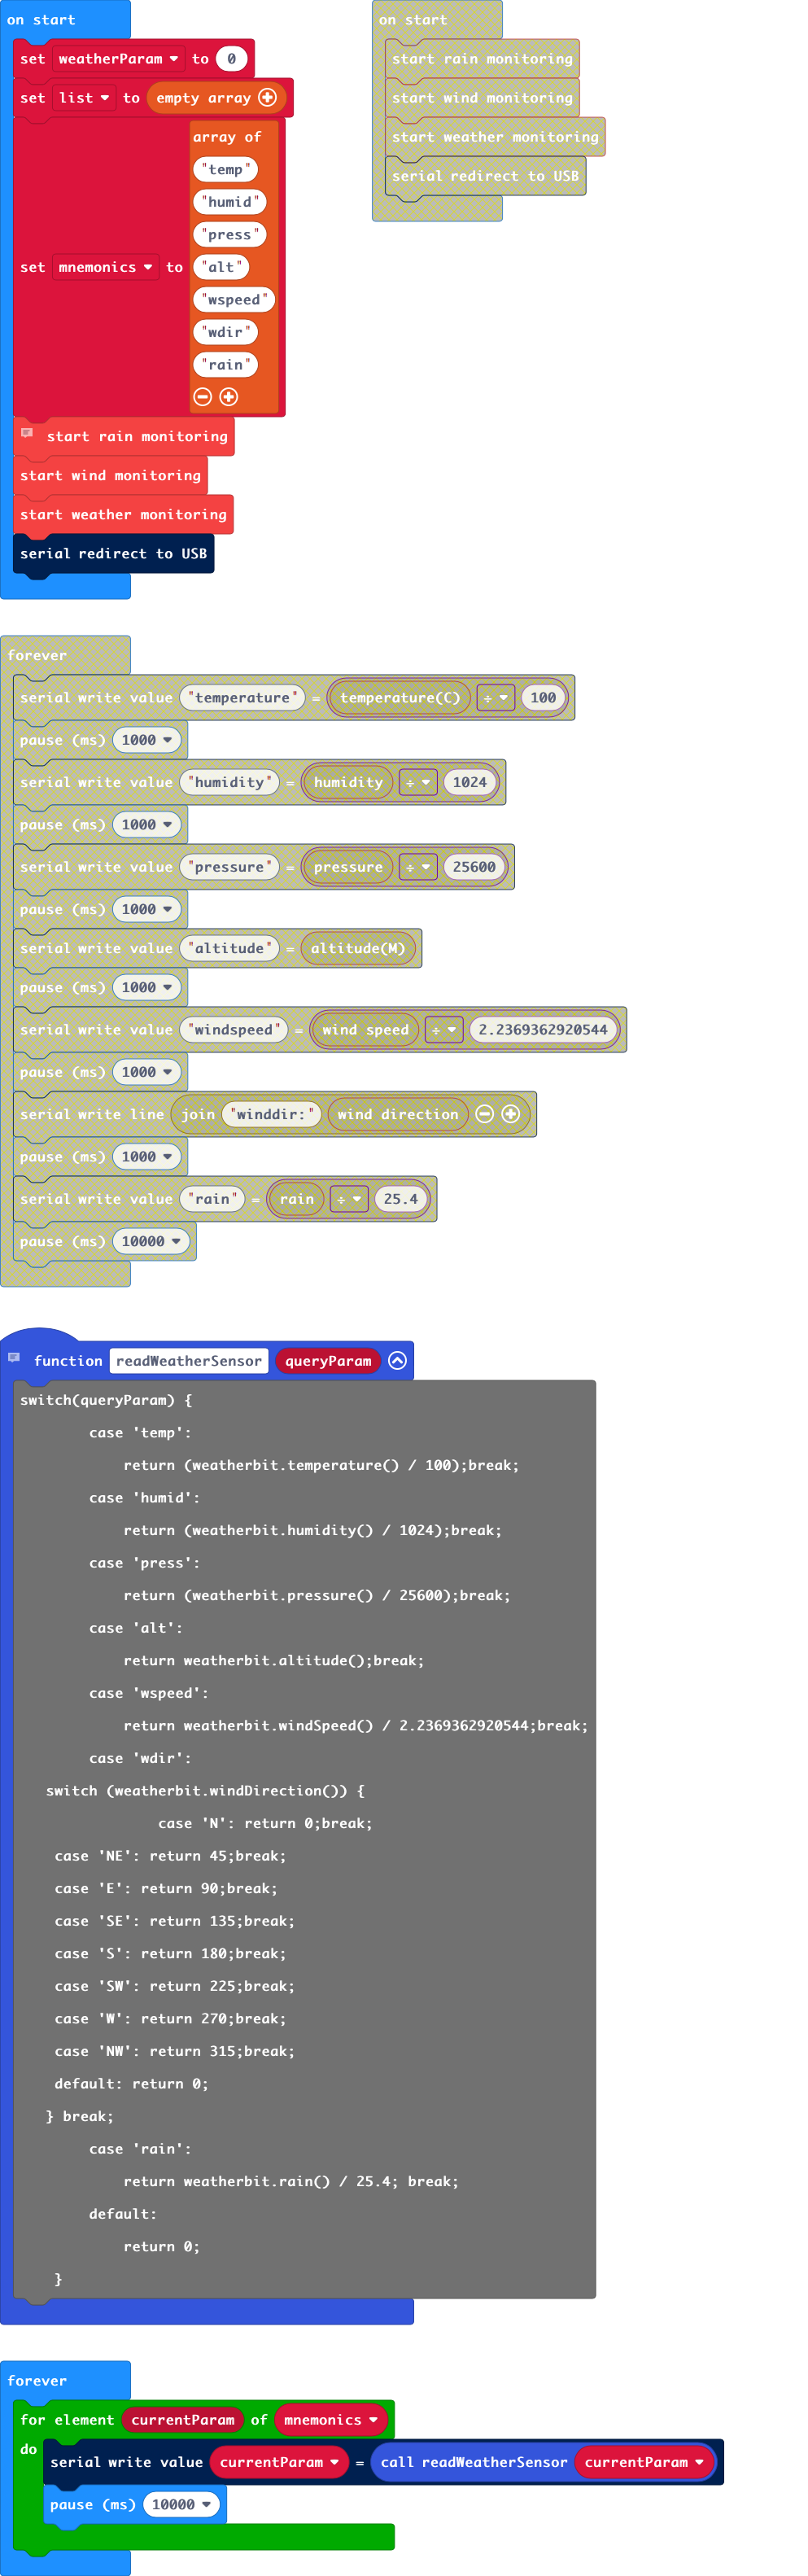 on start
set weatherParam to 0
set list to empty array
set mnemonics to array of
"temp"
"humid"
"press"
"alt"
"wspeed"
"wdir"
"rain"
start rain monitoring
start wind monitoring
start weather monitoring
serial redirect to USB
on start
start rain monitoring
start wind monitoring
start weather monitoring
serial redirect to USB
forever
serial write value "temperature" = temperature(C) ÷ 100
pause (ms) 1000
serial write value "humidity" = humidity ÷ 1024
pause (ms) 1000
serial write value "pressure" = pressure ÷ 25600
pause (ms) 1000
serial write value "altitude" = altitude(M)
pause (ms) 1000
serial write value "windspeed" = wind speed ÷ 2.2369362920544
pause (ms) 1000
serial write line join "winddir:" wind direction
pause (ms) 1000
serial write value "rain" = rain ÷ 25.4
pause (ms) 10000
function readWeatherSensor queryParam
switch(queryParam) {
case 'temp':
return (weatherbit.temperature() / 100);break;
case 'humid':
return (weatherbit.humidity() / 1024);break;
case 'press':
return (weatherbit.pressure() / 25600);break;
case 'alt':
return weatherbit.altitude();break;
case 'wspeed':
return weatherbit.windSpeed() / 2.2369362920544;break;
case 'wdir':
switch (weatherbit.windDirection()) {
case 'N': return 0;break;
case 'NE': return 45;break;
case 'E': return 90;break;
case 'SE': return 135;break;
case 'S': return 180;break;
case 'SW': return 225;break;
case 'W': return 270;break;
case 'NW': return 315;break;
default: return 0;
} break;
case 'rain':
return weatherbit.rain() / 25.4; break;
default:
return 0;
}
forever
for element currentParam of mnemonics
do
serial write value currentParam = call readWeatherSensor currentParam
pause (ms) 10000